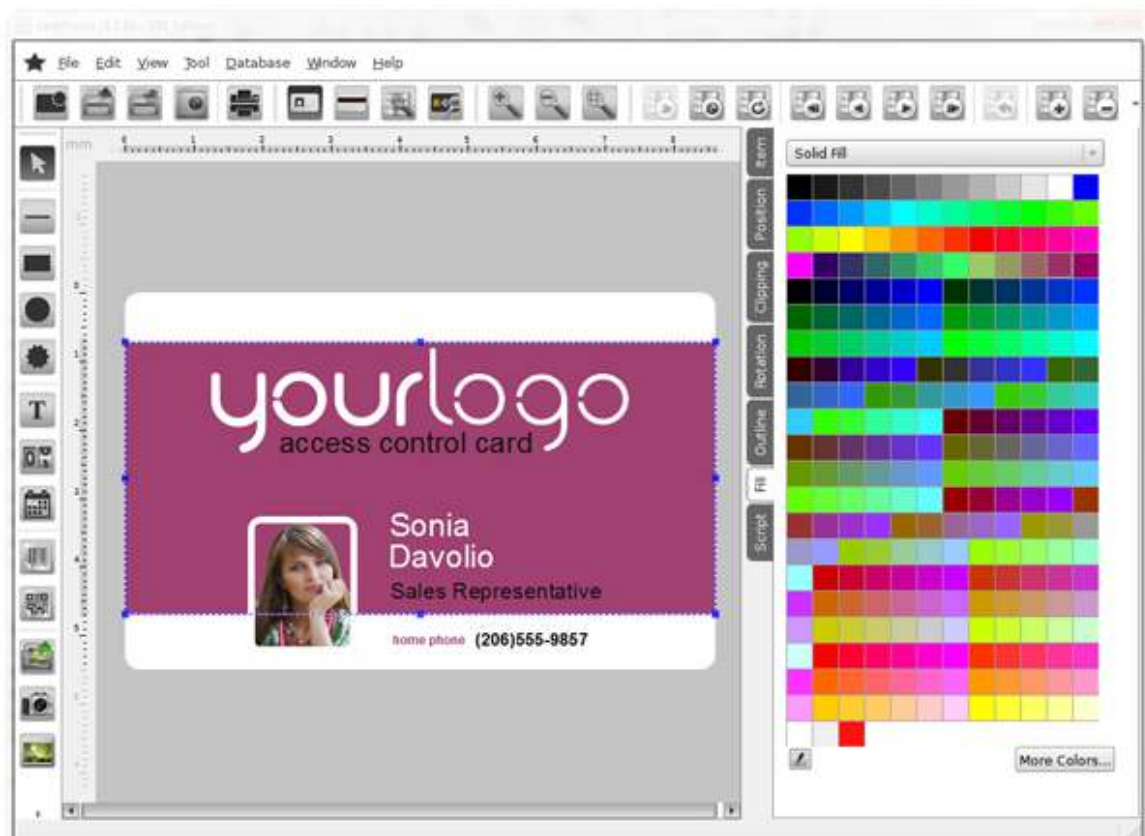 File Edit View Tool Database Window Help
mm
Item
Position
Clipping
Rotation
Outline
Fill
Script
Solid Fill
T
yourlogo
access control card
Sonia
Davolio
Sales Representative
home phone (206)555-9857
More Colors...